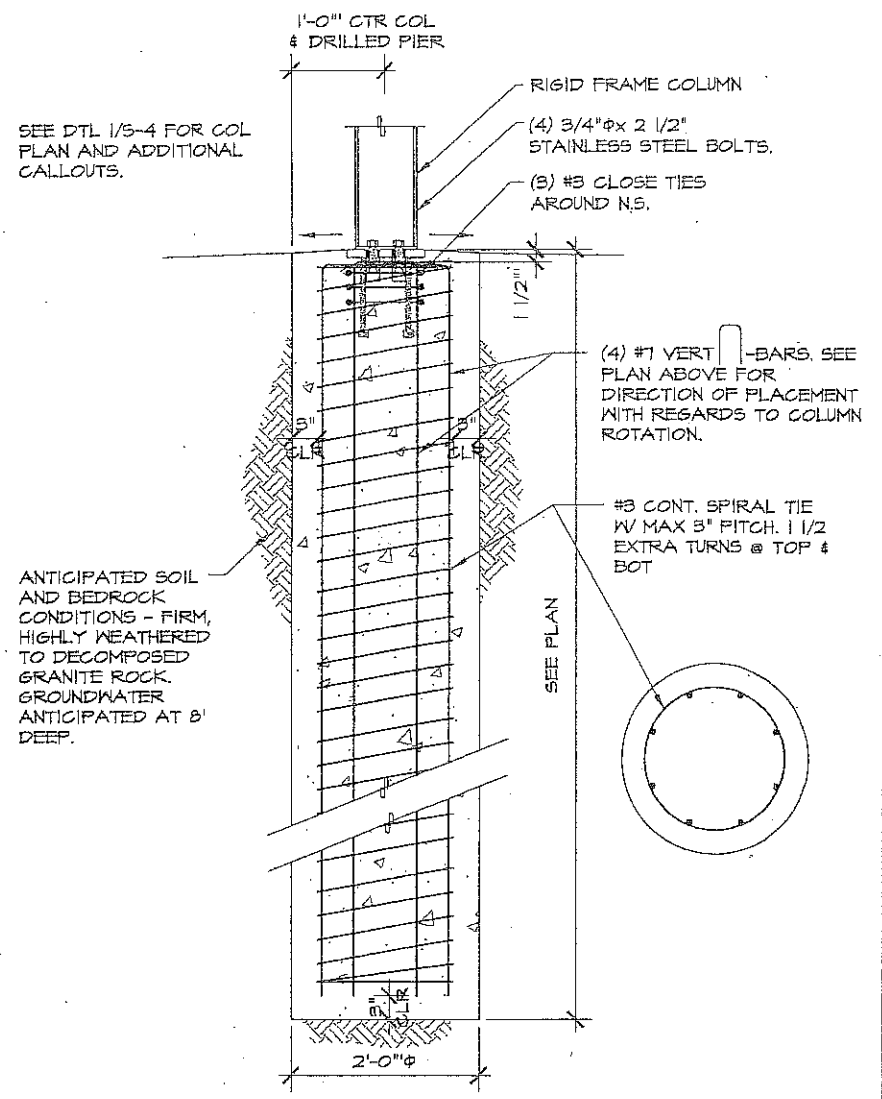 1'-0" CTR COL
& DRILLED PIER
RIGID FRAME COLUMN
SEE DTL 1/S-4 FOR COL
PLAN AND ADDITIONAL
CALLOUTS.
(4) 3/4"Φx 2 1/2"
STAINLESS STEEL BOLTS.
(3) #3 CLOSE TIES
AROUND N.S.
1 1/2"
(4) #7 VERT -BARS. SEE
PLAN ABOVE FOR
DIRECTION OF PLACEMENT
WITH REGARDS TO COLUMN
ROTATION.
3"
CLR
3"
CLR
#3 CONT. SPIRAL TIE
W/ MAX 3" PITCH. 1 1/2
EXTRA TURNS @ TOP &
BOT
ANTICIPATED SOIL
AND BEDROCK
CONDITIONS - FIRM,
HIGHLY WEATHERED
TO DECOMPOSED
GRANITE ROCK.
GROUNDWATER
ANTICIPATED AT 8'
DEEP.
SEE PLAN
3"
CLR
2'-0"Φ